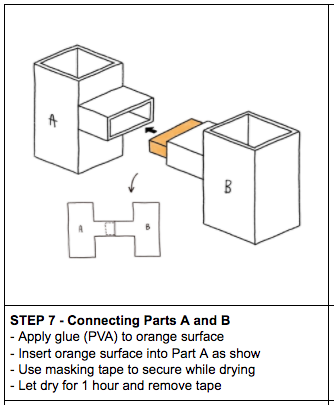 A
B
A B
STEP 7 - Connecting Parts A and B
- Apply glue (PVA) to orange surface
- Insert orange surface into Part A as show
- Use masking tape to secure while drying
- Let dry for 1 hour and remove tape